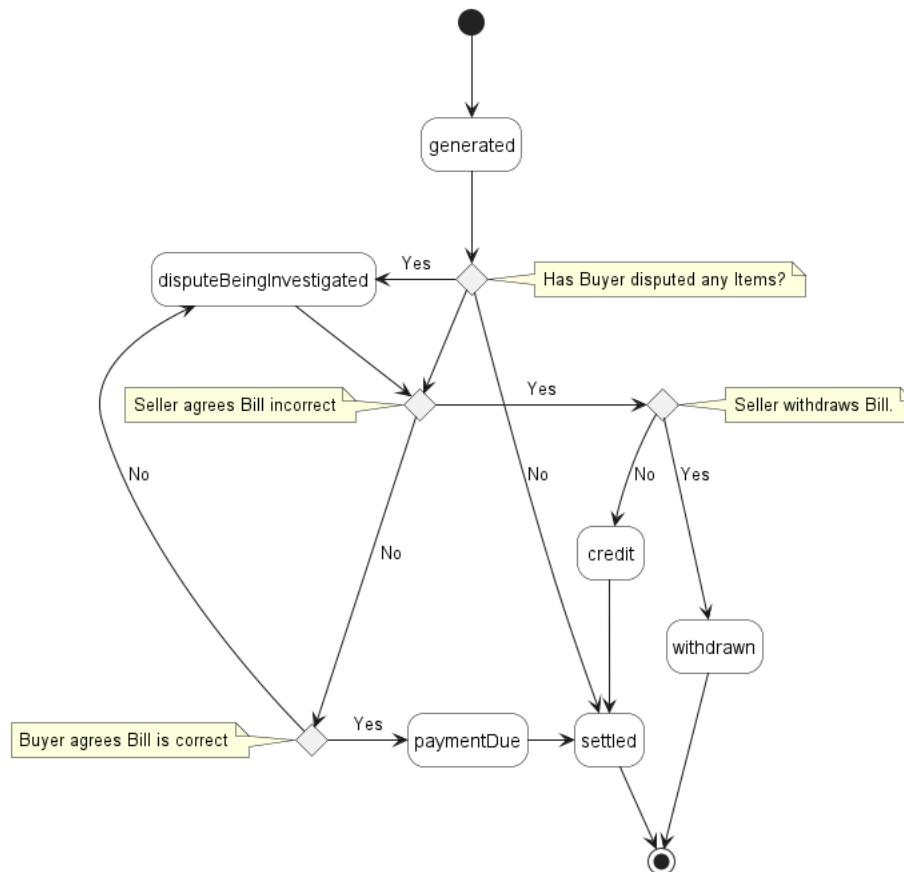 generated
Yes
disputeBeingInvestigated
Has Buyer disputed any Items?
Seller agrees Bill incorrect
Yes
Seller withdraws Bill.
No
No
No
Yes
No
credit
withdrawn
Buyer agrees Bill is correct
Yes
paymentDue
settled